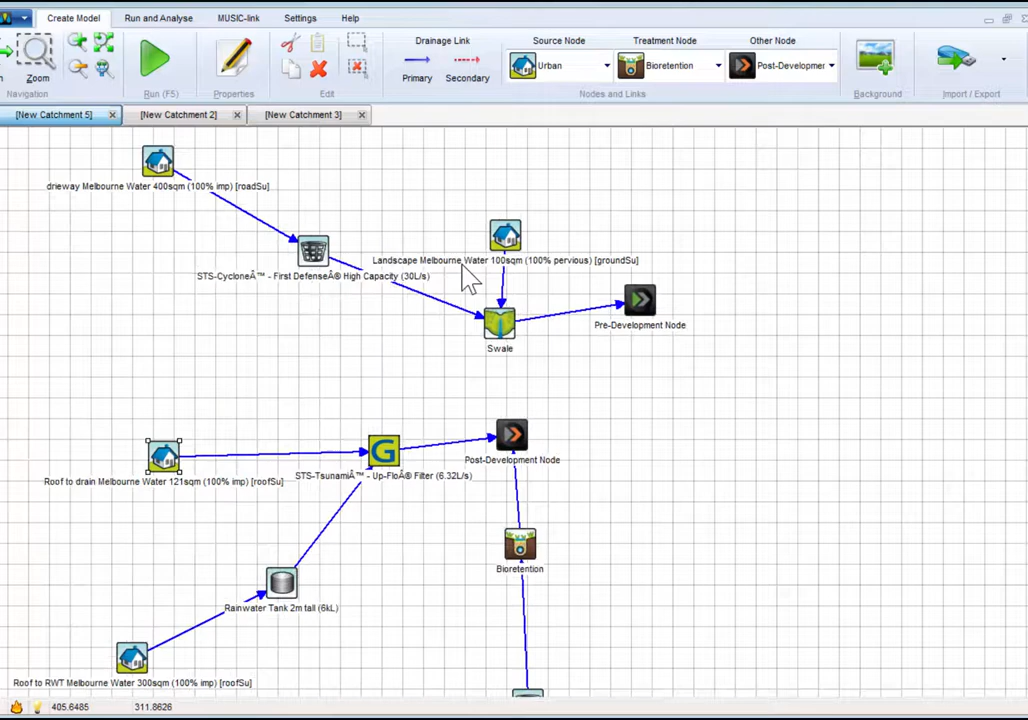 Create Model
Run and Analyse
MUSIC-link
Settings
Help
Zoom
Navigation
Run (F5)
Properties
Edit
Drainage Link
Primary
Secondary
Source Node
Urban
Treatment Node
Bioretention
Other Node
Post-Developmer
Nodes and Links
Background
Import / Export
[New Catchment 5]
[New Catchment 2]
[New Catchment 3]
drieway Melbourne Water 400sqm (100% imp) [roadSu]
Landscape Melbourne Water 100sqm (100% pervious) [groundSu]
STS-CycloneÂ™ - First DefenseÂ® High Capacity (30L/s)
Pre-Development Node
Swale
Post-Development Node
Roof to drain Melbourne Water 121sqm (100% imp) [roofSu]
STS-TsunamiÂ™ - Up-FloÂ® Filter (6.32L/s)
Bioretention
Rainwater Tank 2m tall (6kL)
Roof to RWT Melbourne Water 300sqm (100% imp) [roofSu]
405.6485
311.8626